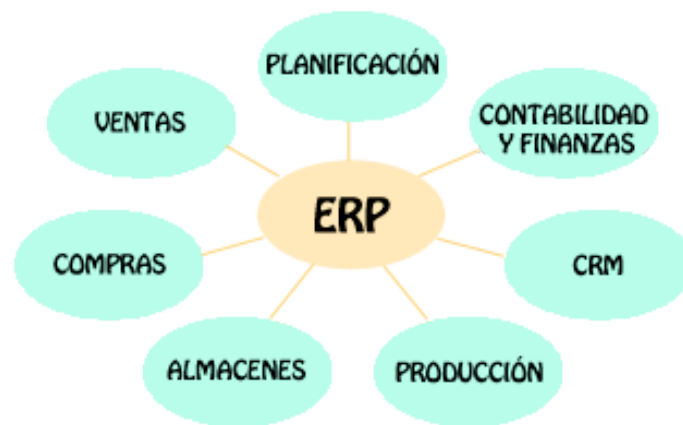 PLANIFICACIÓN
VENTAS
CONTABILIDAD
Y FINANZAS
ERP
COMPRAS
CRM
ALMACENES
PRODUCCIÓN